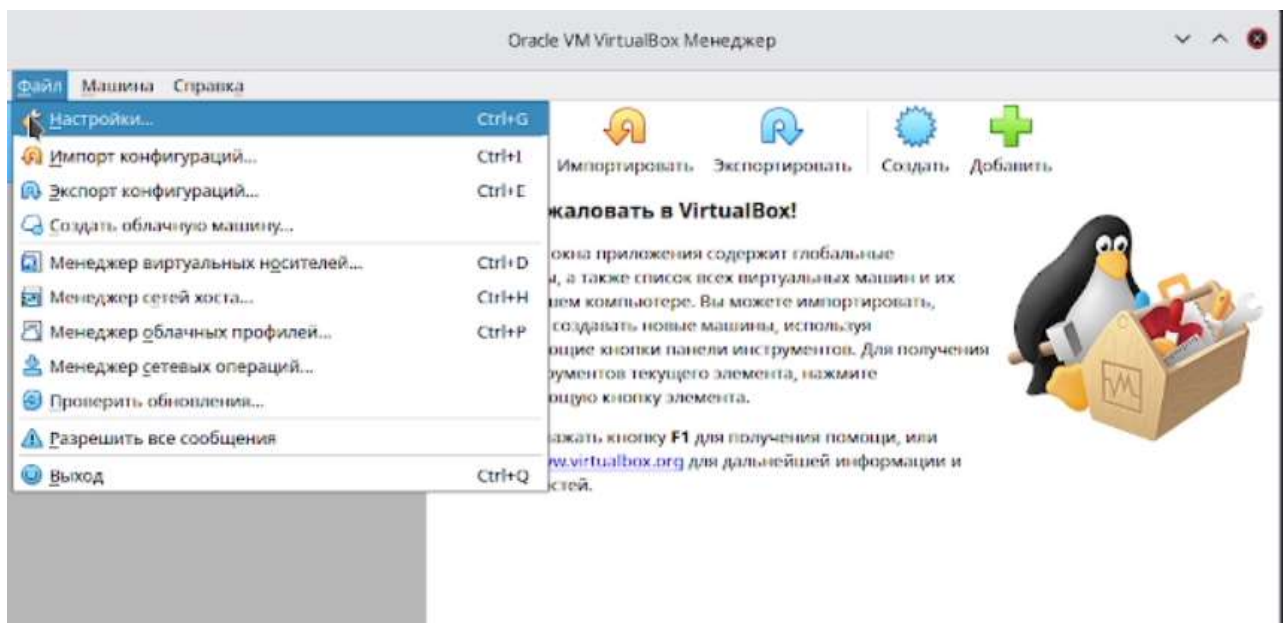 Oracle VM VirtualBox Менеджер
Файл Машина Справка
Настройки... Ctrl+G
Импорт конфигураций... Ctrl+I
Экспорт конфигураций... Ctrl+E
Создать облачную машину...
Менеджер виртуальных носителей... Ctrl+D
Менеджер сетей хоста... Ctrl+H
Менеджер облачных профилей... Ctrl+P
Менеджер сетевых операций...
Проверить обновления...
Разрешить все сообщения
Выход Ctrl+Q
Импортировать Экспортировать Создать Добавить
жаловать в VirtualBox!
окна приложения содержит глобальные
ы, а также список всех виртуальных машин и их
шем компьютере. Вы можете импортировать,
создавать новые машины, используя
ющие кнопки панели инструментов. Для получения
рументов текущего элемента, нажмите
ющую кнопку элемента.
ажать кнопку F1 для получения помощи, или
ww.virtualbox.org для дальнейшей информации и
остей.